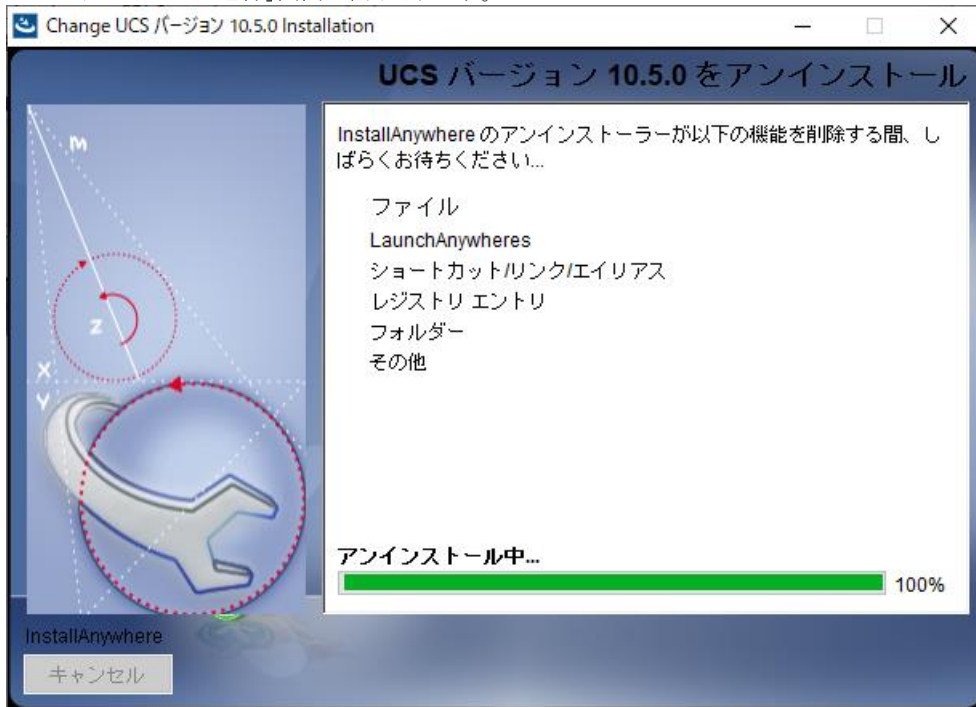 Change UCS バージョン 10.5.0 Installation
UCS バージョン 10.5.0 をアンインストール
InstallAnywhere のアンインストーラーが以下の機能を削除する間、し
ばらくお待ちください...
ファイル
LaunchAnywheres
ショートカット/リンク/エイリアス
レジストリ エントリ
フォルダー
その他
M
Z
X
Y
アンインストール中...
100%
InstallAnywhere
キャンセル